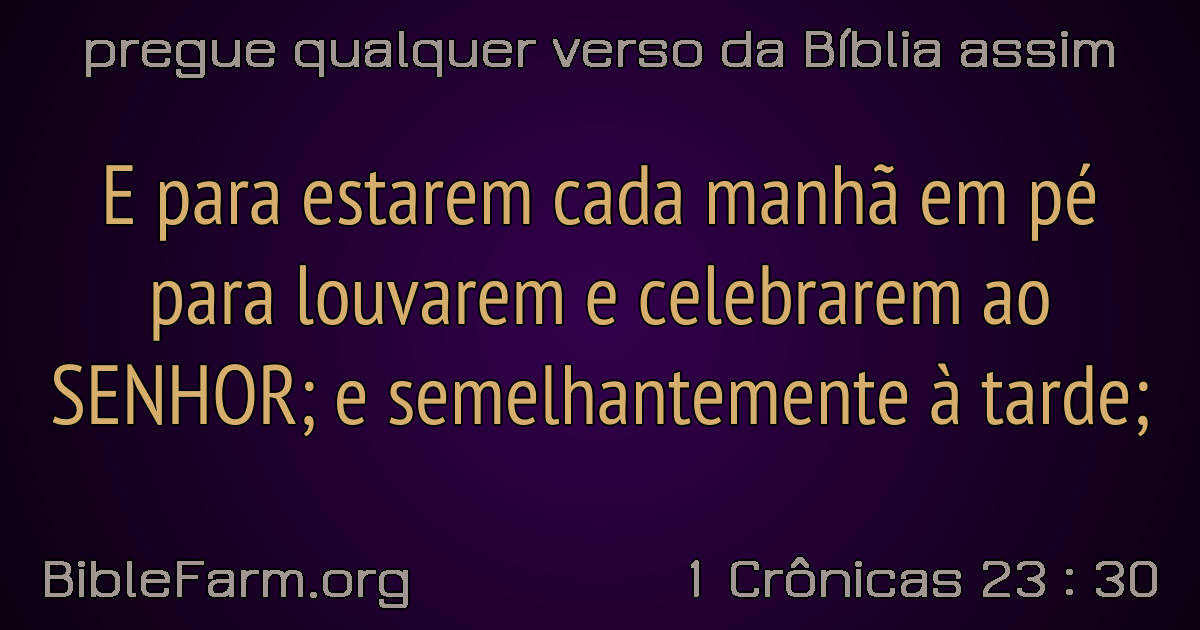 pregue qualquer verso da Bíblia assim
E para estarem cada manhã em pé
para louvarem e celebrarem ao
SENHOR; e semelhantemente à tarde;
BibleFarm.org
1 Crônicas 23 : 30